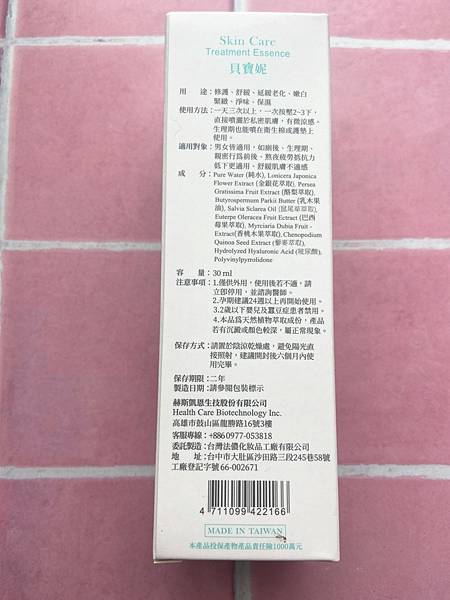 Skin Care
Treatment Essence
貝寶妮
用　　途：修護、舒緩、延緩老化、嫩白
緊緻、淨味、保濕
使用方法：一天三次以上，一次按壓2~3下，
直接噴灑於私密肌膚，有微涼感。
生理期也能噴在衛生棉或護墊上
使用。
適用對象：男女皆適用，如廁後、生理期、
親密行為前後、熬夜疲勞抵抗力
低下更適用、舒緩肌膚不適感
成　　分：Pure Water (純水), Lonicera Japonica
Flower Extract (金銀花萃取), Persea
Gratissima Fruit Extract (酪梨萃取),
Butyrospermum Parkii Butter (乳木果
油), Salvia Sclarea Oil (鼠尾草萃取),
Euterpe Oleracea Fruit Ectract (巴西
莓果萃取), Myrciaria Dubia Fruit -
Extract(香桃木果萃取), Chenopodium
Quinoa Seed Extract (藜麥萃取),
Hydrolyzed Hyaluronic Acid (玻尿酸),
Polyvinylpyrrolidone
容　　量：30 ml
注意事項：1.僅供外用，使用後若不適，請
立即停用，並諮詢醫師。
2.孕期建議24週以上再開始使用。
3.2歲以下嬰兒及蠶豆症患者禁用。
4.本品爲天然植物萃取成份，產品
若有沉澱或顏色較深，屬正常現象。
保存方式：請置於陰涼乾燥處，避免陽光直
接照射，建議開封後六個月內使
用完畢。
保存期限：二年
製造日期：請參閱包裝標示
赫斯凱恩生技股份有限公司
Health Care Biotechnology Inc.
高雄市鼓山區龍勝路16號3樓
客服專線：+886 0977-053818
委託製造：台灣法儂化妝品工廠有限公司
地　　址：台中市大肚區沙田路三段245巷58號
工廠登記字號 66-002671
4 711099 422166
MADE IN TAIWAN
本產品投保產物產品責任險1000萬元